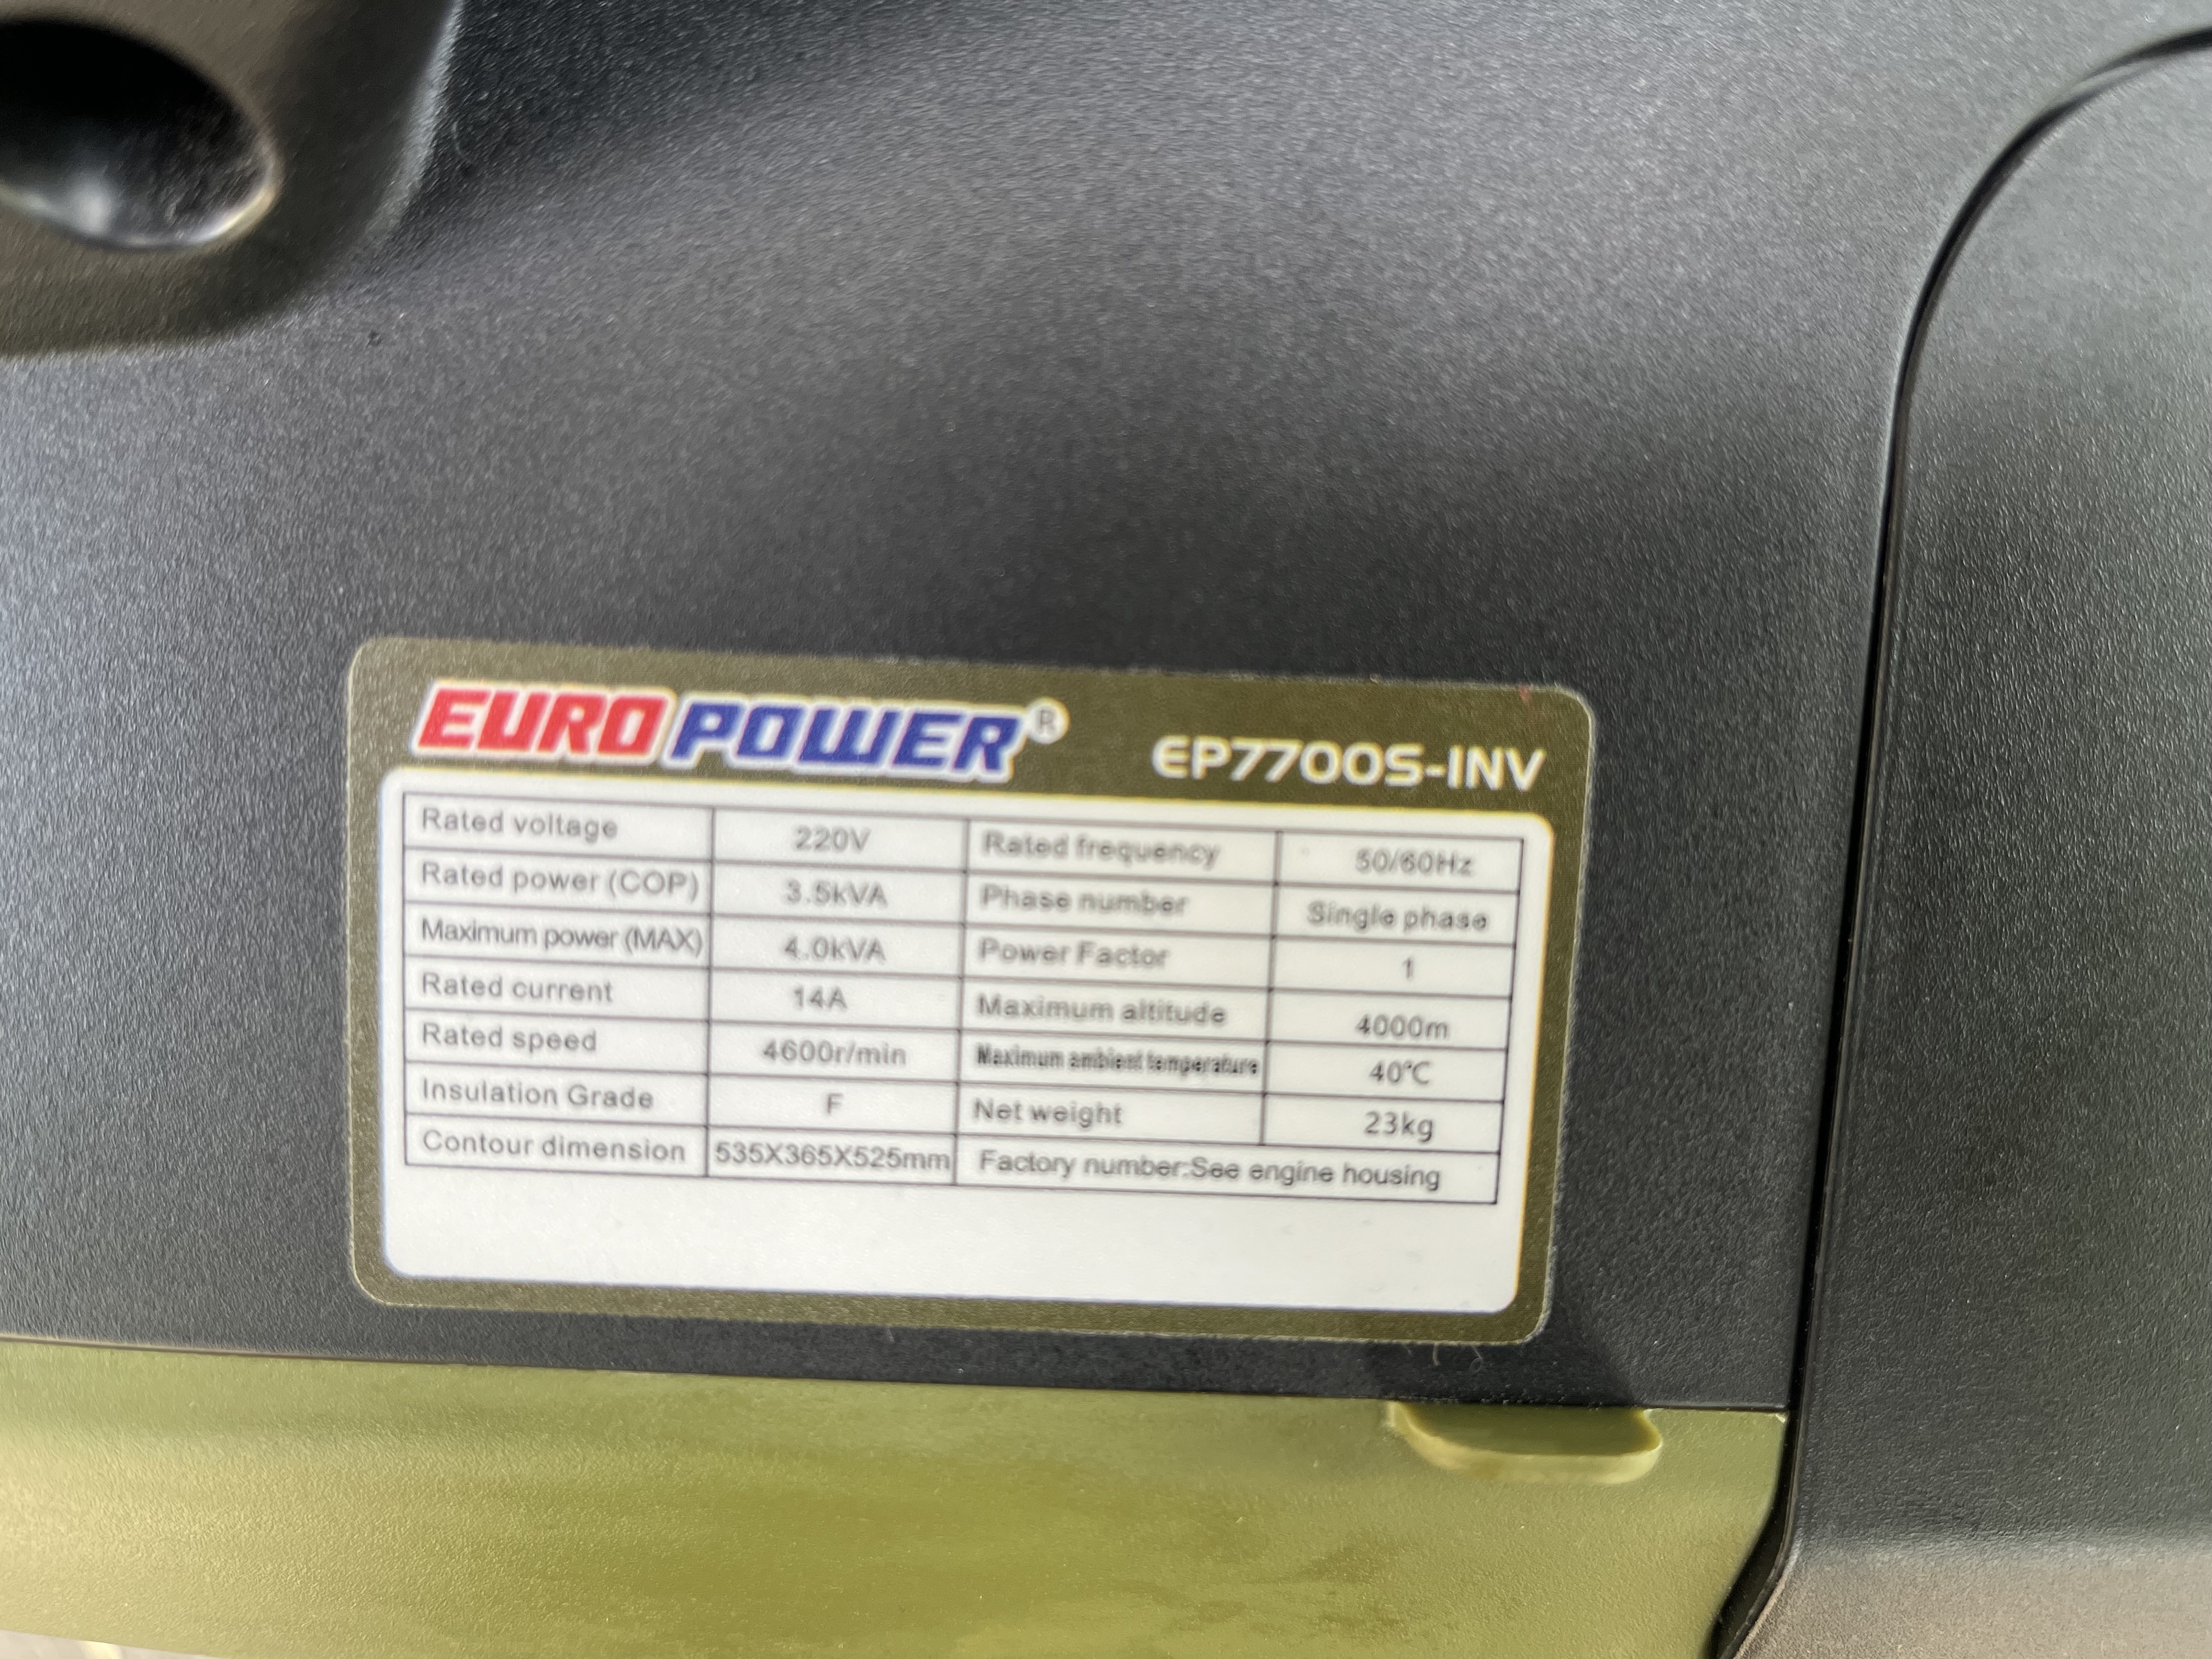 EURO POWER®
EP7700S-INV
Rated voltage 220V Rated frequency 50/60Hz
Rated power (COP) 3.5kVA Phase number Single phase
Maximum power (MAX) 4.0kVA Power Factor 1
Rated current 14A Maximum altitude 4000m
Rated speed 4600r/min Maximum ambient temperature 40℃
Insulation Grade F Net weight 23kg
Contour dimension 535X365X525mm Factory number:See engine housing